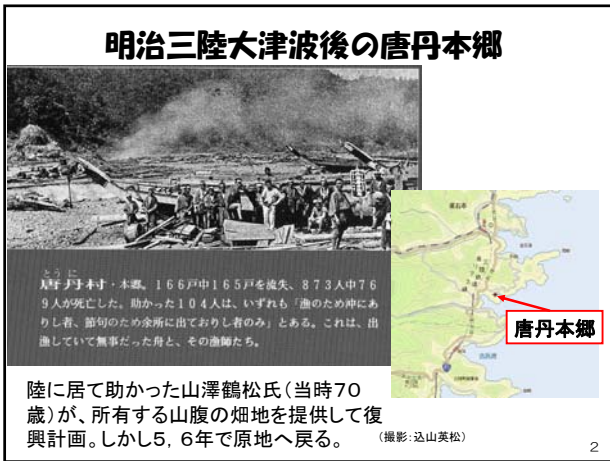 明治三陸大津波後の唐丹本郷
とうに
唐丹村・本郷。166戸中165戸を流失、873人中76
9人が死亡した。助かった104人は、いずれも「漁のため沖にあ
りし者、節句のため余所に出ておりし者のみ」とある。これは、出
漁していて無事だった舟と、その漁師たち。
唐丹本郷
陸に居て助かった山澤鶴松氏(当時70
歳)が、所有する山腹の畑地を提供して復
興計画。しかし5,6年で原地へ戻る。
(撮影:込山英松)
2